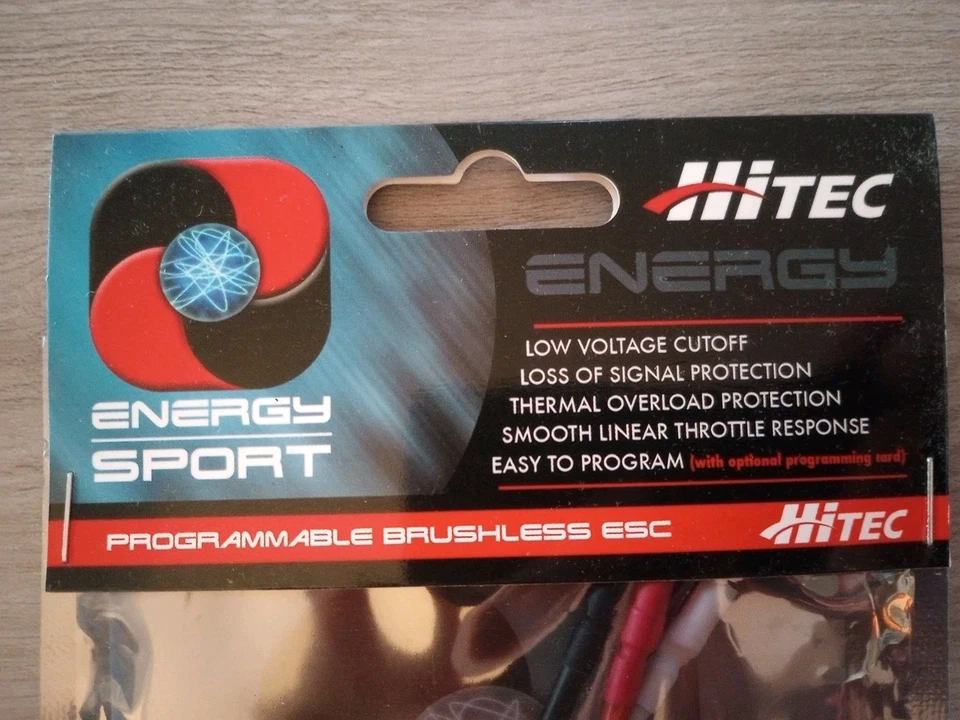 HiTEC
ENERGY
LOW VOLTAGE CUTOFF
LOSS OF SIGNAL PROTECTION
THERMAL OVERLOAD PROTECTION
SMOOTH LINEAR THROTTLE RESPONSE
EASY TO PROGRAM (with optional programming card)
ENERGY
SPORT
PROGRAMMABLE BRUSHLESS ESC HiTEC